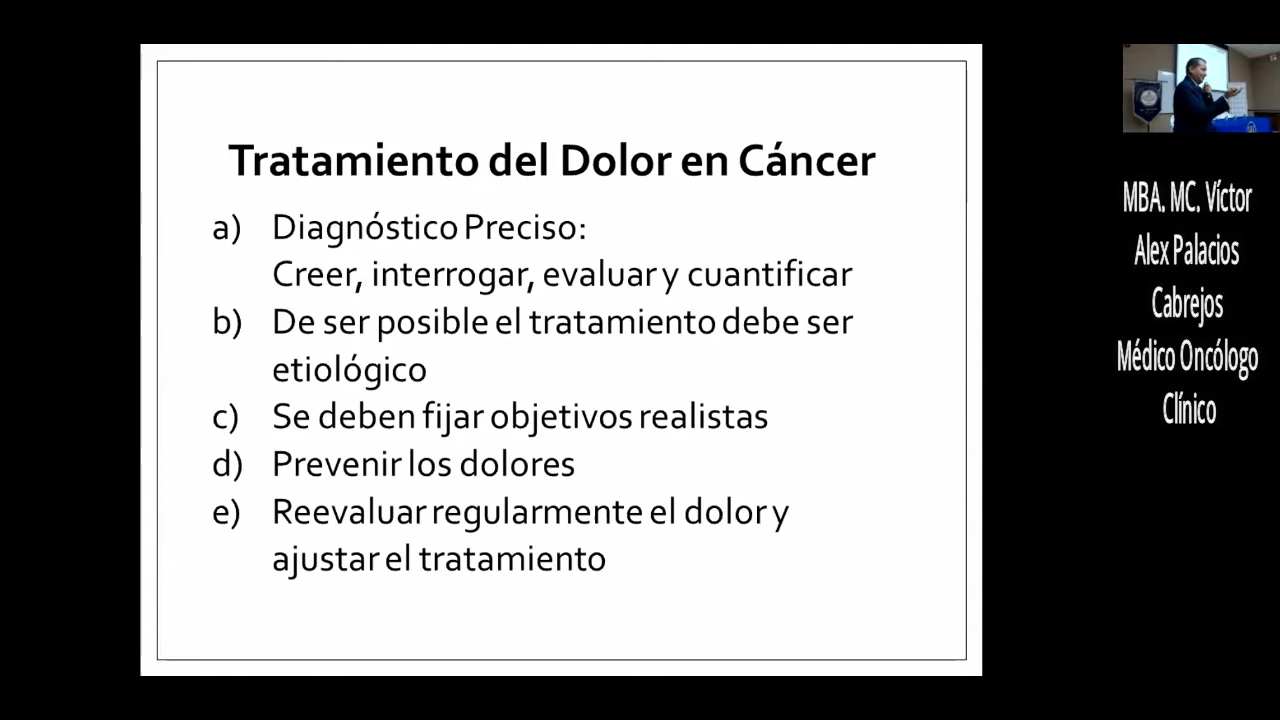 Tratamiento del Dolor en Cáncer
a) Diagnóstico Preciso:
Creer, interrogar, evaluar y cuantificar
b) De ser posible el tratamiento debe ser
etiológico
c) Se deben fijar objetivos realistas
d) Prevenir los dolores
e) Reevaluar regularmente el dolor y
ajustar el tratamiento
MBA. MC. Víctor
Alex Palacios
Cabrejos
Médico Oncólogo
Clínico